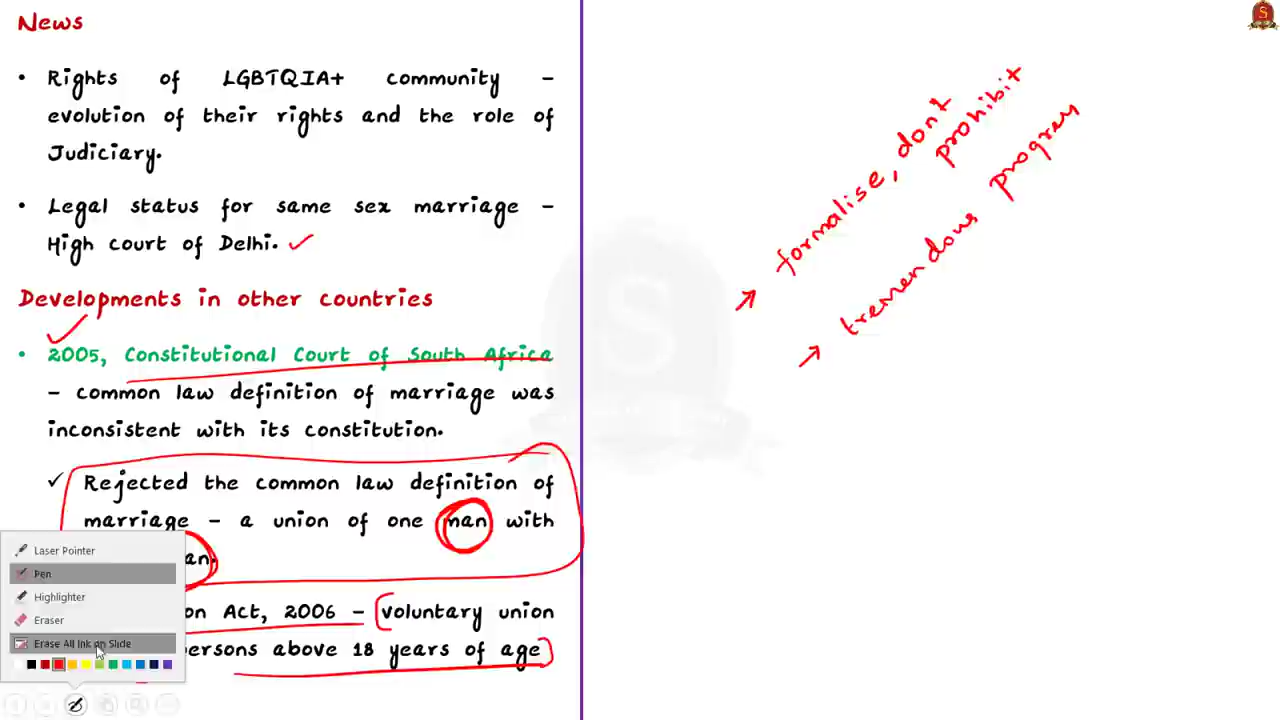 News
• Rights of LGBTQIA+ community –
evolution of their rights and the role of
Judiciary.
• Legal status for same sex marriage –
High court of Delhi.
Developments in other countries
• 2005, Constitutional Court of South Africa
– common law definition of marriage was
inconsistent with its constitution.
✓ Rejected the common law definition of
marriage – a union of one man with
an.
on Act, 2006 – voluntary union
ersons above 18 years of age
Laser Pointer
Pen
Highlighter
Eraser
Erase All Ink on Slide
→ formalise, don't
prohibit
→ tremendous progress
S